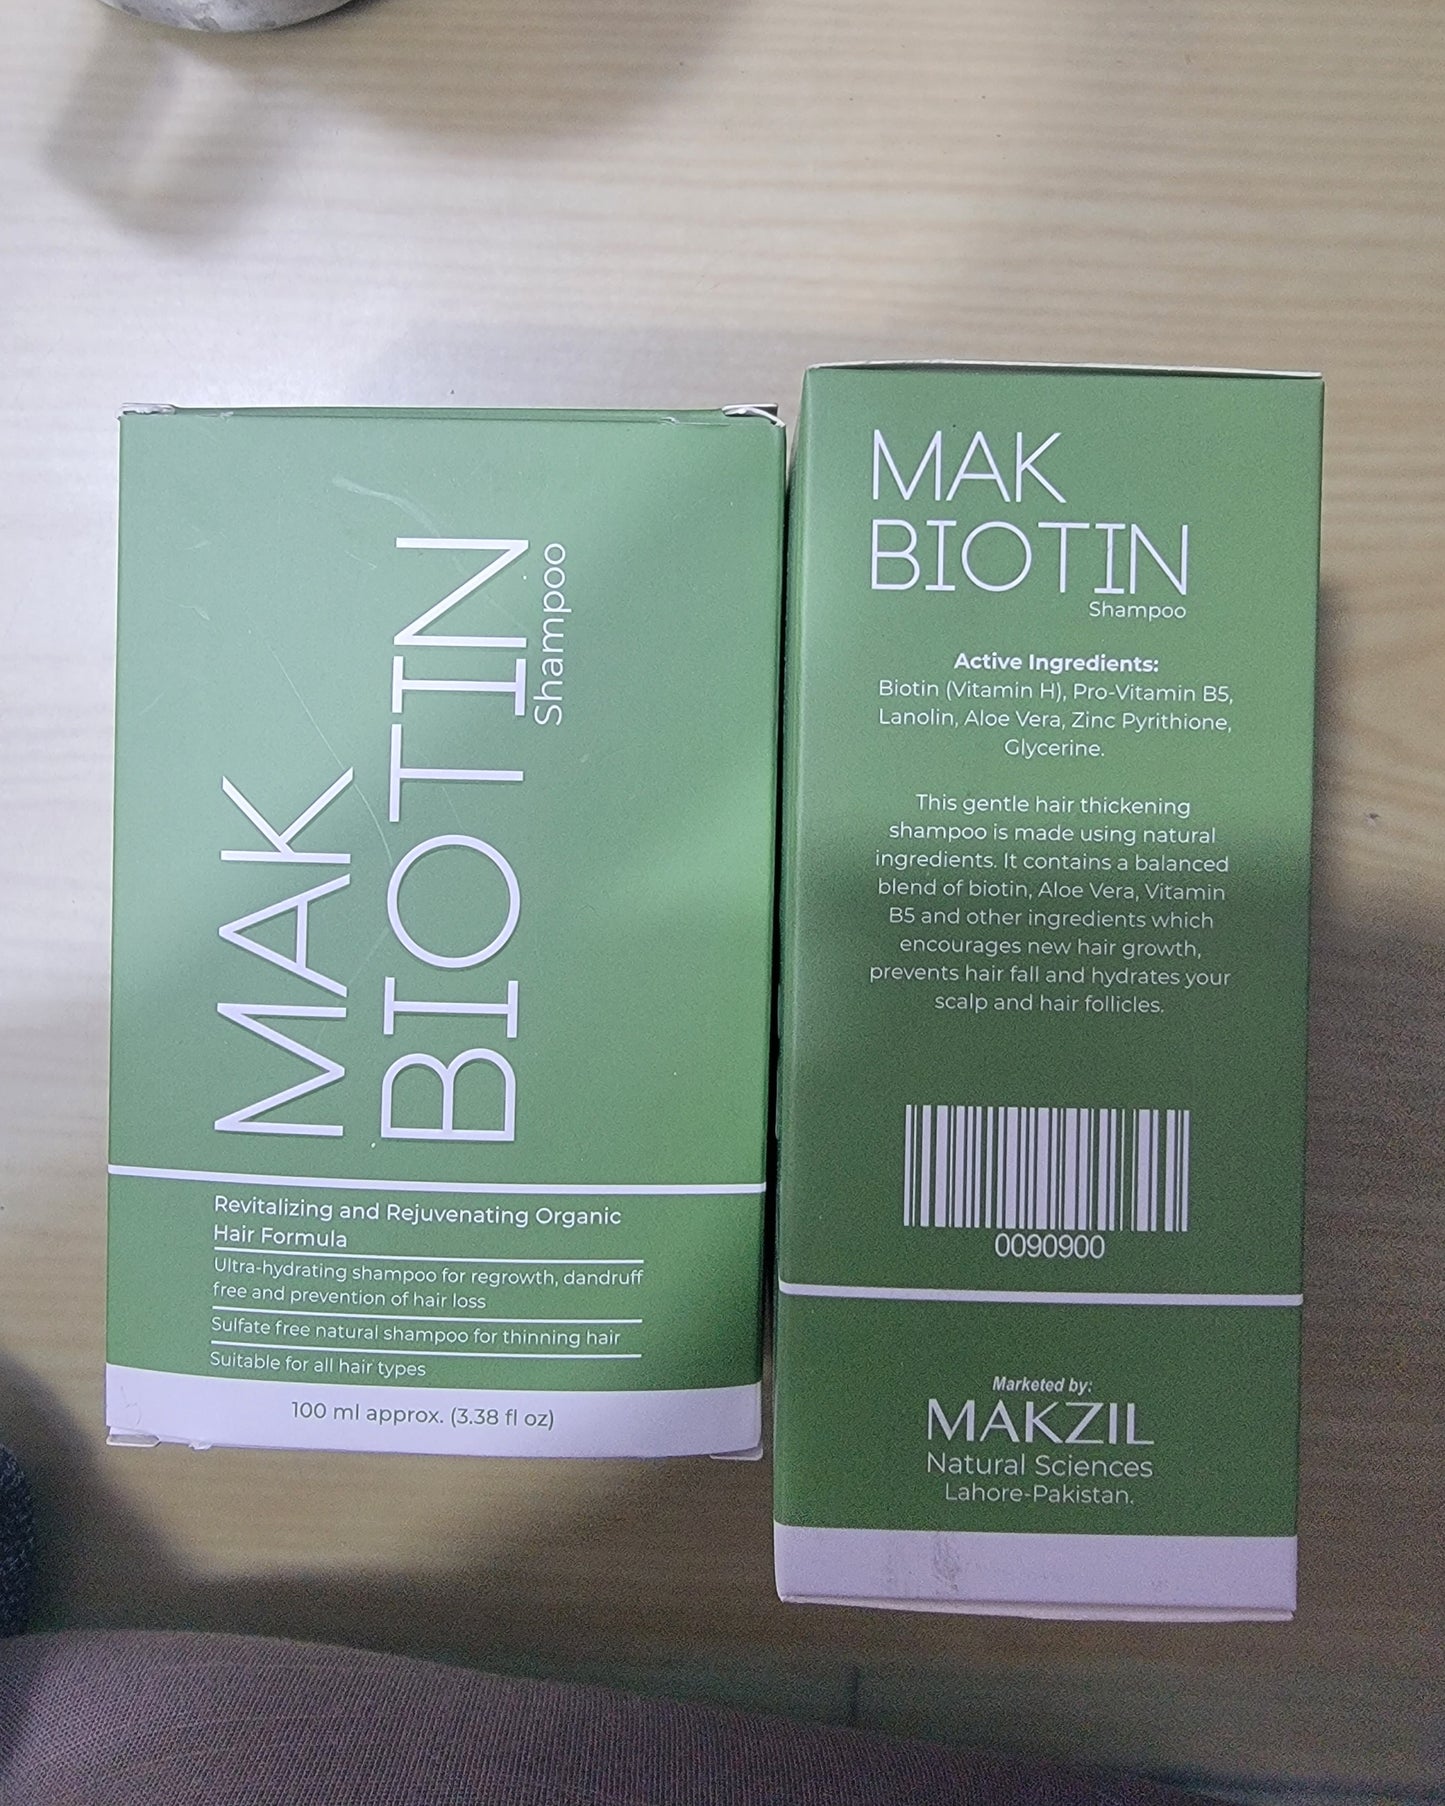 MAK
BIOTIN
Shampoo
Revitalizing and Rejuvenating Organic
Hair Formula
Ultra-hydrating shampoo for regrowth, dandruff
free and prevention of hair loss
Sulfate free natural shampoo for thinning hair
Suitable for all hair types
100 ml approx. (3.38 fl oz)
MAK
BIOTIN
Shampoo
Active Ingredients:
Biotin (Vitamin H), Pro-Vitamin B5,
Lanolin, Aloe Vera, Zinc Pyrithione,
Glycerine.
This gentle hair thickening
shampoo is made using natural
ingredients. It contains a balanced
blend of biotin, Aloe Vera, Vitamin
B5 and other ingredients which
encourages new hair growth,
prevents hair fall and hydrates your
scalp and hair follicles.
0090900
Marketed by:
MAKZIL
Natural Sciences
Lahore-Pakistan.